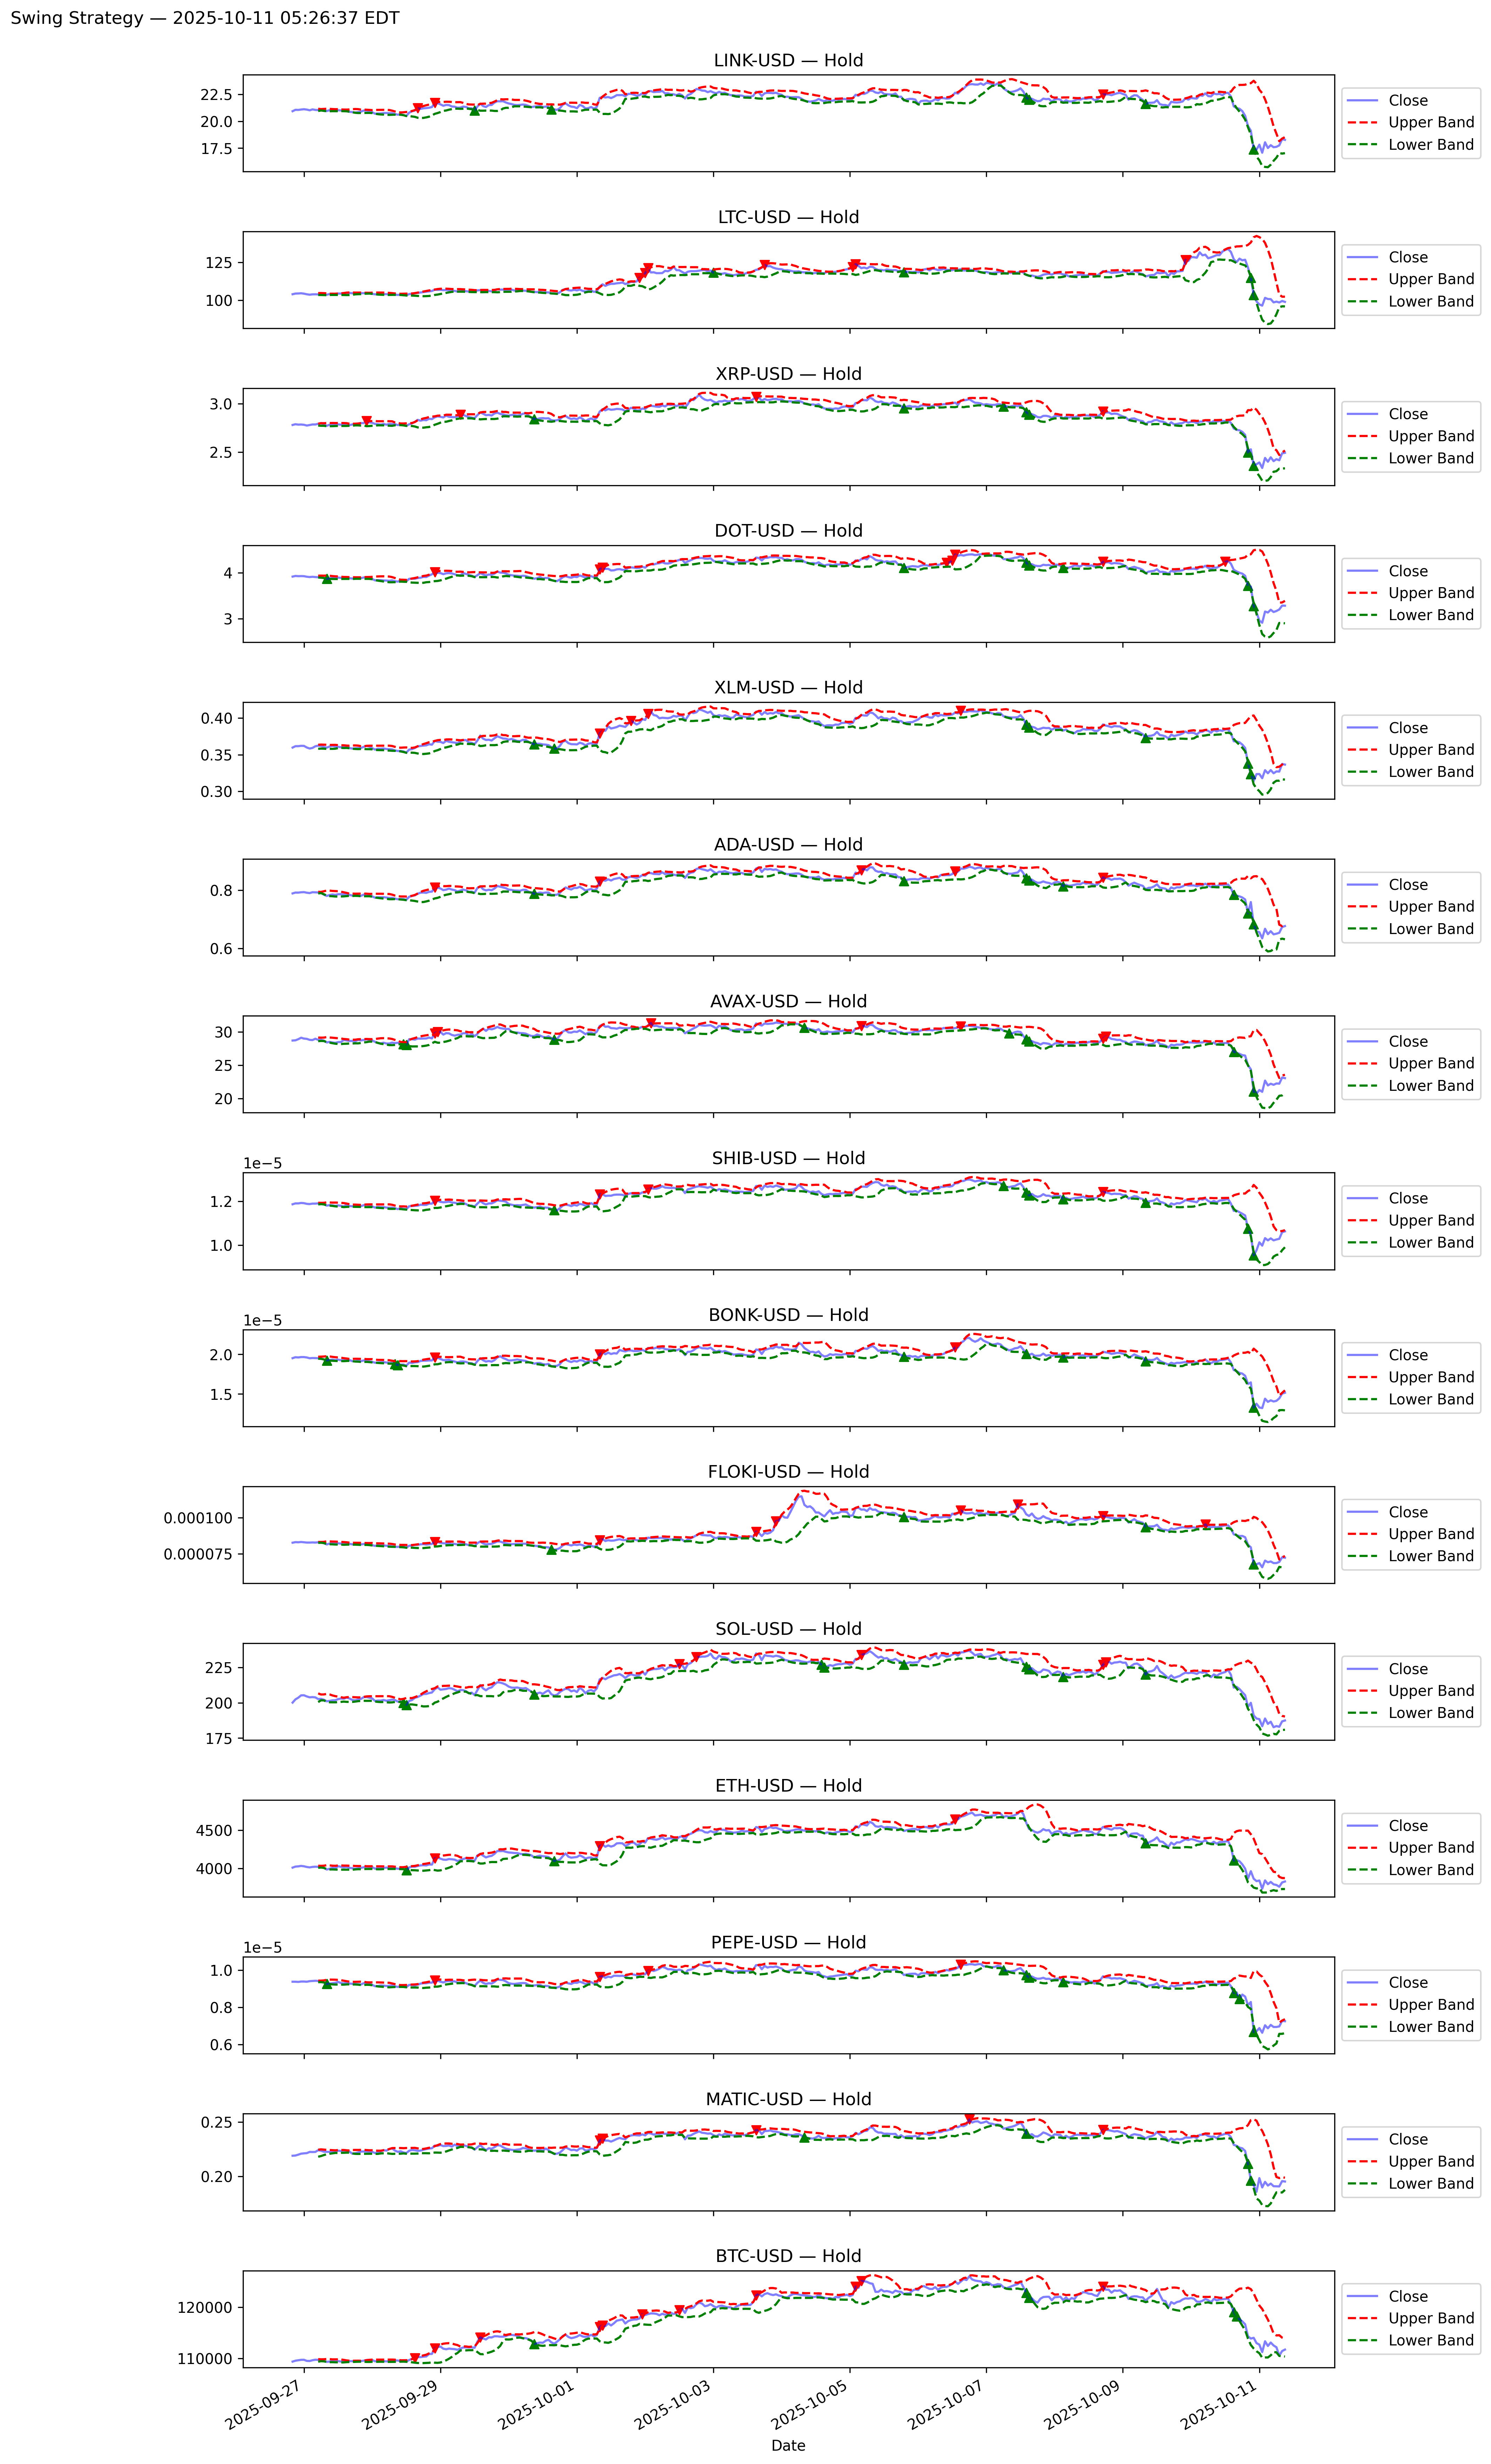 Swing Strategy — 2025-10-11 05:26:37 EDT
LINK-USD — Hold
22.5
20.0
17.5
Close
Upper Band
Lower Band
LTC-USD — Hold
125
100
Close
Upper Band
Lower Band
XRP-USD — Hold
3.0
2.5
Close
Upper Band
Lower Band
DOT-USD — Hold
4
3
Close
Upper Band
Lower Band
XLM-USD — Hold
0.40
0.35
0.30
Close
Upper Band
Lower Band
ADA-USD — Hold
0.8
0.6
Close
Upper Band
Lower Band
AVAX-USD — Hold
30
25
20
Close
Upper Band
Lower Band
SHIB-USD — Hold
1e−5
1.2
1.0
Close
Upper Band
Lower Band
BONK-USD — Hold
1e−5
2.0
1.5
Close
Upper Band
Lower Band
FLOKI-USD — Hold
0.000100
0.000075
Close
Upper Band
Lower Band
SOL-USD — Hold
225
200
175
Close
Upper Band
Lower Band
ETH-USD — Hold
4500
4000
Close
Upper Band
Lower Band
PEPE-USD — Hold
1e−5
1.0
0.8
0.6
Close
Upper Band
Lower Band
MATIC-USD — Hold
0.25
0.20
Close
Upper Band
Lower Band
BTC-USD — Hold
120000
110000
Close
Upper Band
Lower Band
2025-09-27
2025-09-29
2025-10-01
2025-10-03
2025-10-05
2025-10-07
2025-10-09
2025-10-11
Date